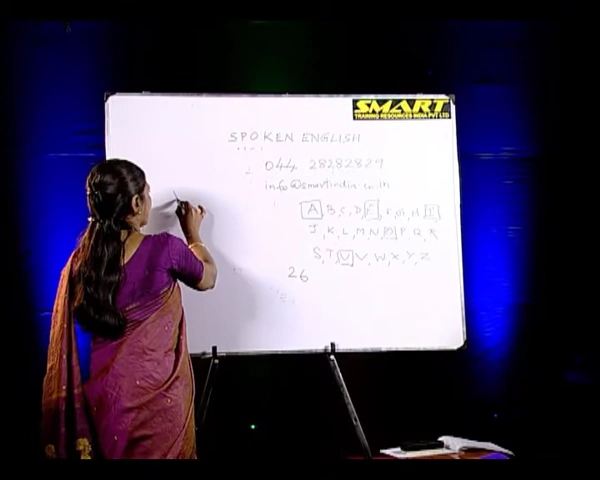 SMART
TRAINING RESOURCES INDIA PVT LTD
SPOKEN ENGLISH
044 28282829
info@smartindia.co.in
A, B, C, D, E, F, G, H, I
J, K, L, M, N, O, P, Q, R
S, T, U, V, W, X, Y, Z
26